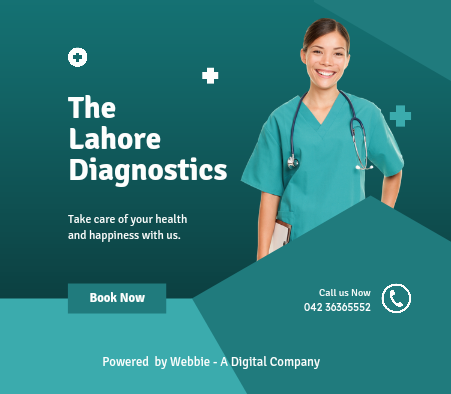 The
Lahore
Diagnostics
Take care of your health
and happiness with us.
Book Now
Call us Now
042 36365552
Powered by Webbie - A Digital Company